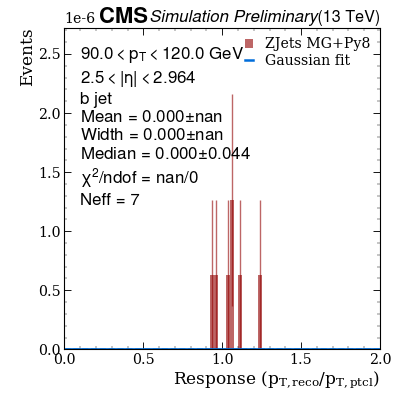 1e-6 CMS Simulation Preliminary (13 TeV)
90.0 < pT < 120.0 GeV
2.5 < |η| < 2.964
b jet
Mean = 0.000±nan
Width = 0.000±nan
Median = 0.000±0.044
χ²/ndof = nan/0
Neff = 7
ZJets MG+Py8
Gaussian fit
Events
2.5
2.0
1.5
1.0
0.5
0.0
0.0 0.5 1.0 1.5 2.0
Response (pT,reco/pT,ptcl)